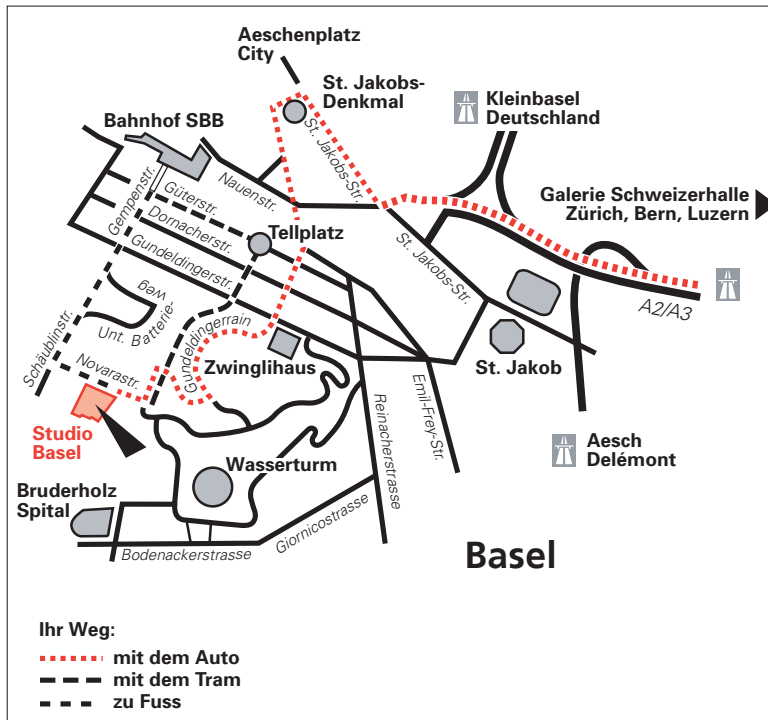 Aeschenplatz
City
St. Jakobs-
Denkmal
Kleinbasel
Deutschland
Bahnhof SBB
St. Jakobs-Str.
Galerie Schweizerhalle
Zürich, Bern, Luzern
Nauenstr.
Güterstr.
Gempenstr.
Dornacherstr.
Tellplatz
St. Jakobs-Str.
Gundeldingerstr.
A2/A3
Unt. Batterie-
weg
Schäublinstr.
Gundeldingerrain
Zwinglihaus
St. Jakob
Novarastr.
Emil-Frey-Str.
Reinacherstrasse
Studio
Basel
Aesch
Delémont
Wasserturm
Bruderholz
Spital
Giornicostrasse
Bodenackerstrasse
Basel
Ihr Weg:
mit dem Auto
mit dem Tram
zu Fuss